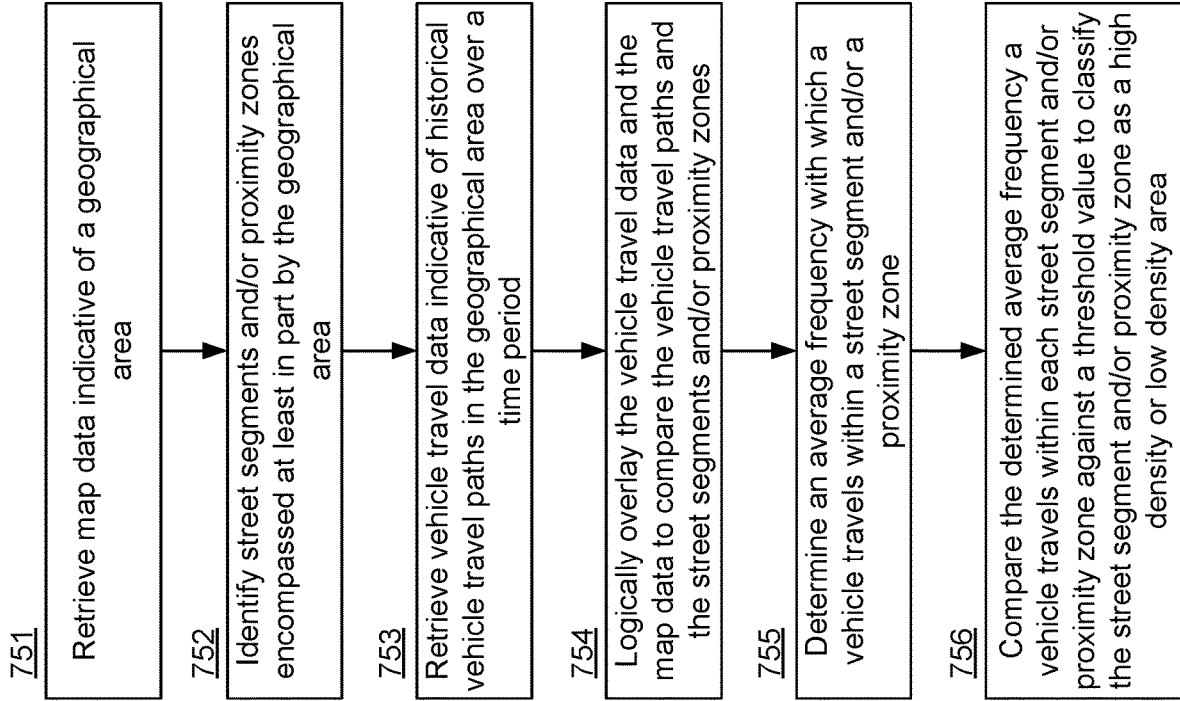 751
Retrieve map data indicative of a geographical
area
752
Identify street segments and/or proximity zones
encompassed at least in part by the geographical
area
753
Retrieve vehicle travel data indicative of historical
vehicle travel paths in the geographical area over a
time period
754
Logically overlay the vehicle travel data and the
map data to compare the vehicle travel paths and
the street segments and/or proximity zones
755
Determine an average frequency with which a
vehicle travels within a street segment and/or a
proximity zone
756
Compare the determined average frequency a
vehicle travels within each street segment and/or
proximity zone against a threshold value to classify
the street segment and/or proximity zone as a high
density or low density area